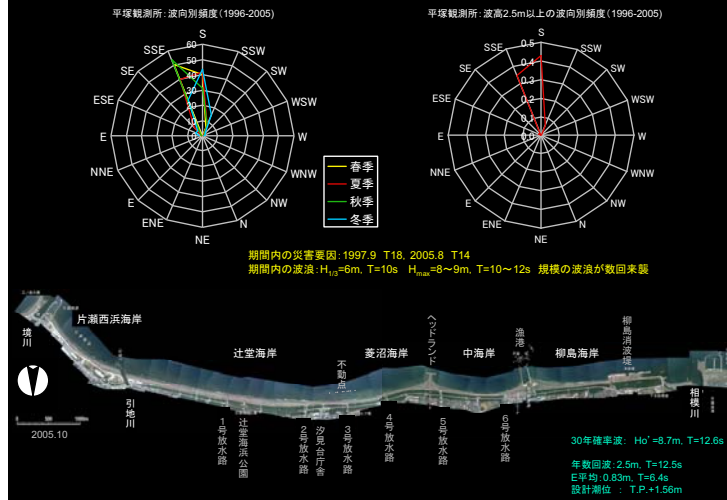 平塚観測所：波向別頻度（1996-2005）
平塚観測所：波高2.5m以上の波向別頻度（1996-2005）
S
SSW
SW
WSW
W
WNW
NW
N
NE
ENE
NNE
E
ESE
SE
SSE
60
50
40
30
20
10
0
S
SSW
SW
WSW
W
WNW
NW
N
NE
ENE
NNE
E
ESE
SE
SSE
0.5
0.4
0.3
0.2
0.1
0.0
春季
夏季
秋季
冬季
期間内の災害要因：1997.9 T18, 2005.8 T14
期間内の波浪：H1/3=6m, T=10s Hmax=8～9m, T=10～12s 規模の波浪が数回来襲
境川
片瀬西浜海岸
引地川
辻堂海岸
不動点
菱沼海岸
ヘッドランド
中海岸
漁港
柳島海岸
柳島消波堤
相模川
2005.10
1号放水路
辻堂海浜公園
2号放水路
汐見台庁舎
3号放水路
4号放水路
5号放水路
6号放水路
30年確率波： Ho'=8.7m, T=12.6s
年数回波：2.5m, T=12.5s
E平均：0.83m, T=6.4s
設計潮位 ： T.P.+1.56m